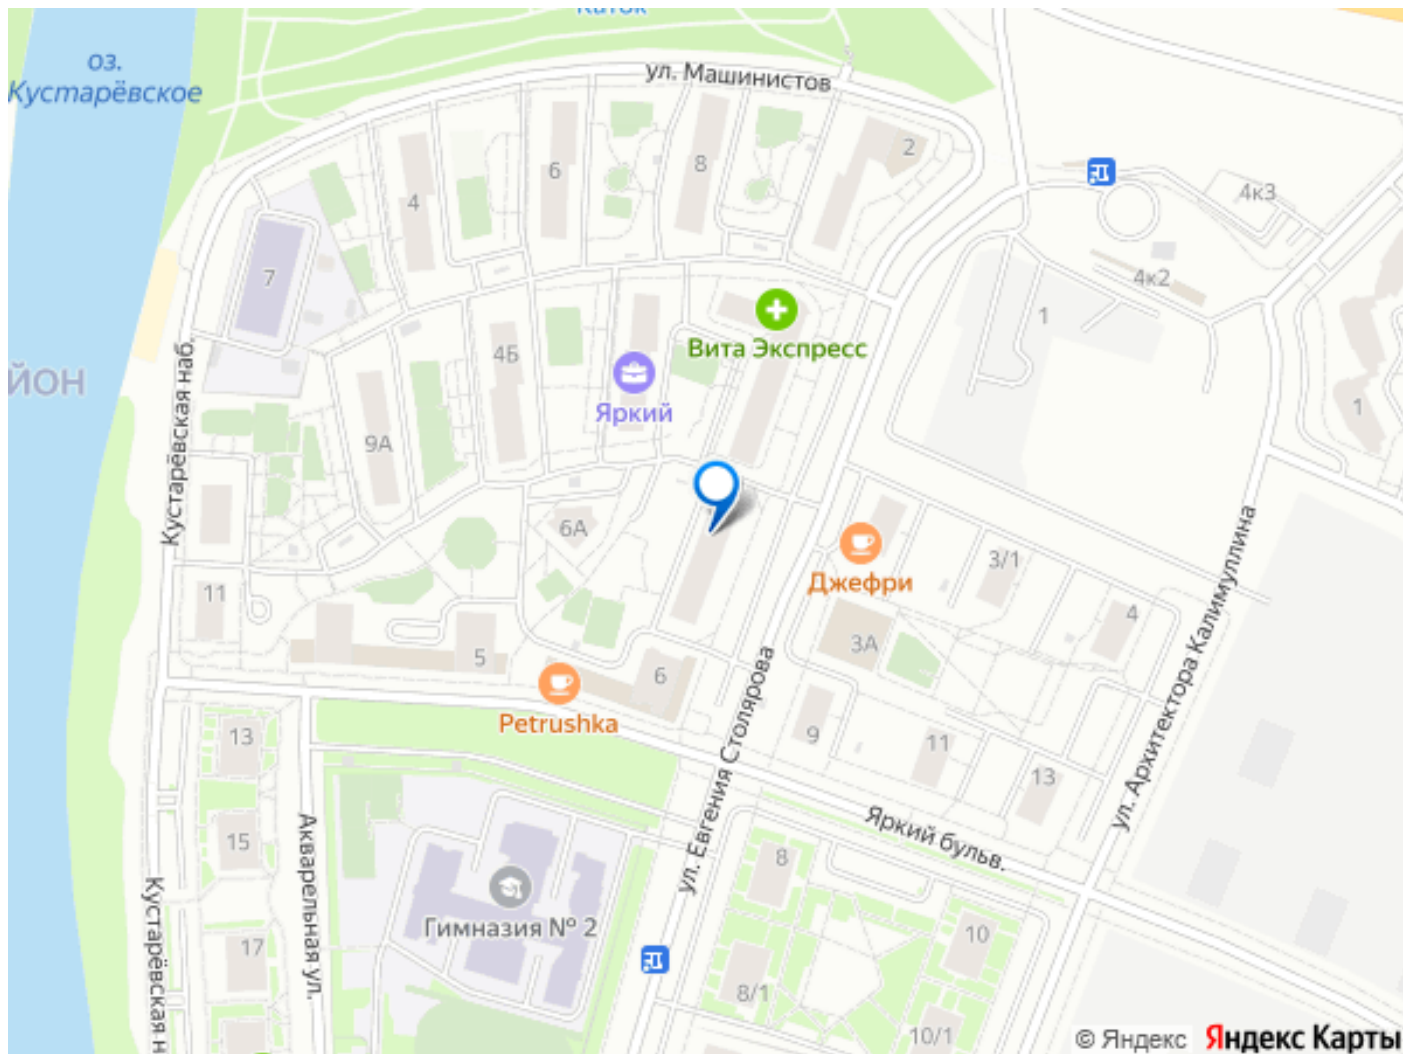 Каток
оз.
Кустарёвское
ул. Машинистов
2
8
6
4
4к3
7
4к2
1
Вита Экспресс
4Б
ЙОН
Яркий
1
9А
Кустарёвская наб.
6А
Джефри
3/1
11
4
3А
ул. Архитектора Калимуллина
5
6
ул. Евгения Столярова
Petrushka
13
9
11
13
15
Яркий бульв.
8
Акварельная ул.
Гимназия № 2
Кустарёвская н
17
10
8/1
10/1
© Яндекс
Яндекс Карты